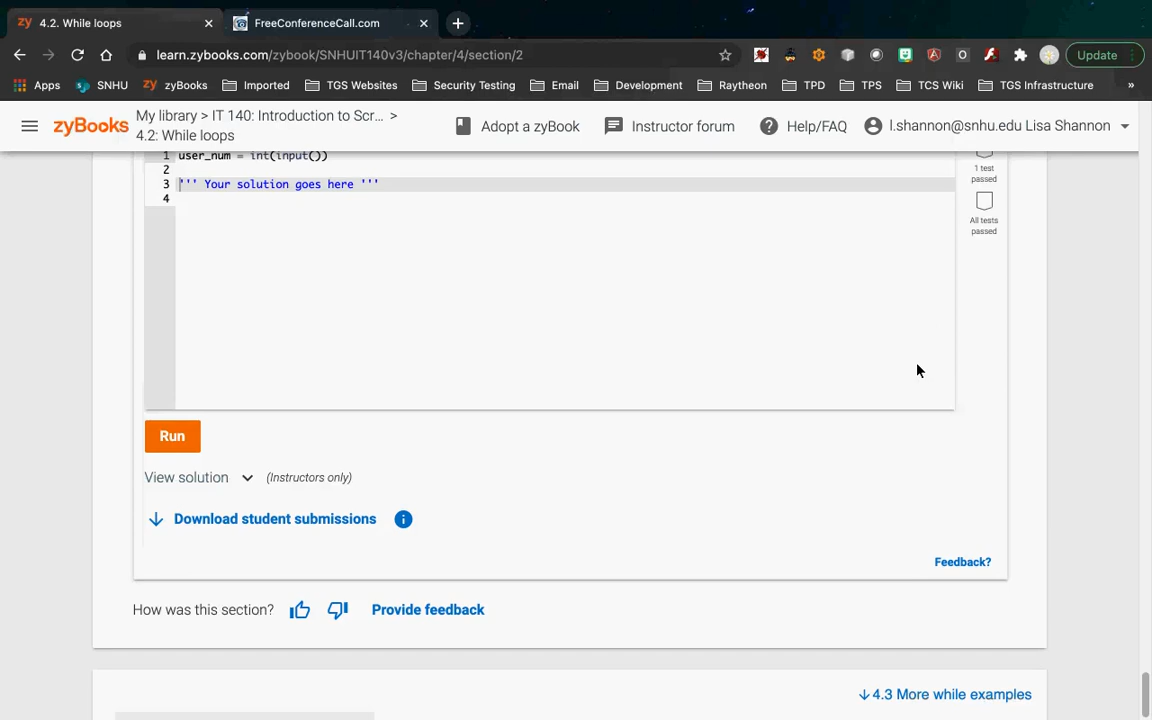 4.2. While loops
FreeConferenceCall.com
learn.zybooks.com/zybook/SNHUIT140v3/chapter/4/section/2
Update
Apps SNHU zyBooks Imported TGS Websites Security Testing Email Development Raytheon TPD TPS TCS Wiki TGS Infrastructure »
zyBooks
My library > IT 140: Introduction to Scr... >
4.2: While loops
Adopt a zyBook
Instructor forum
Help/FAQ
l.shannon@snhu.edu Lisa Shannon
1 user_num = int(input())
2
3 ''' Your solution goes here '''
4
1 test
passed
All tests
passed
Run
View solution (Instructors only)
Download student submissions
Feedback?
How was this section? Provide feedback
4.3 More while examples